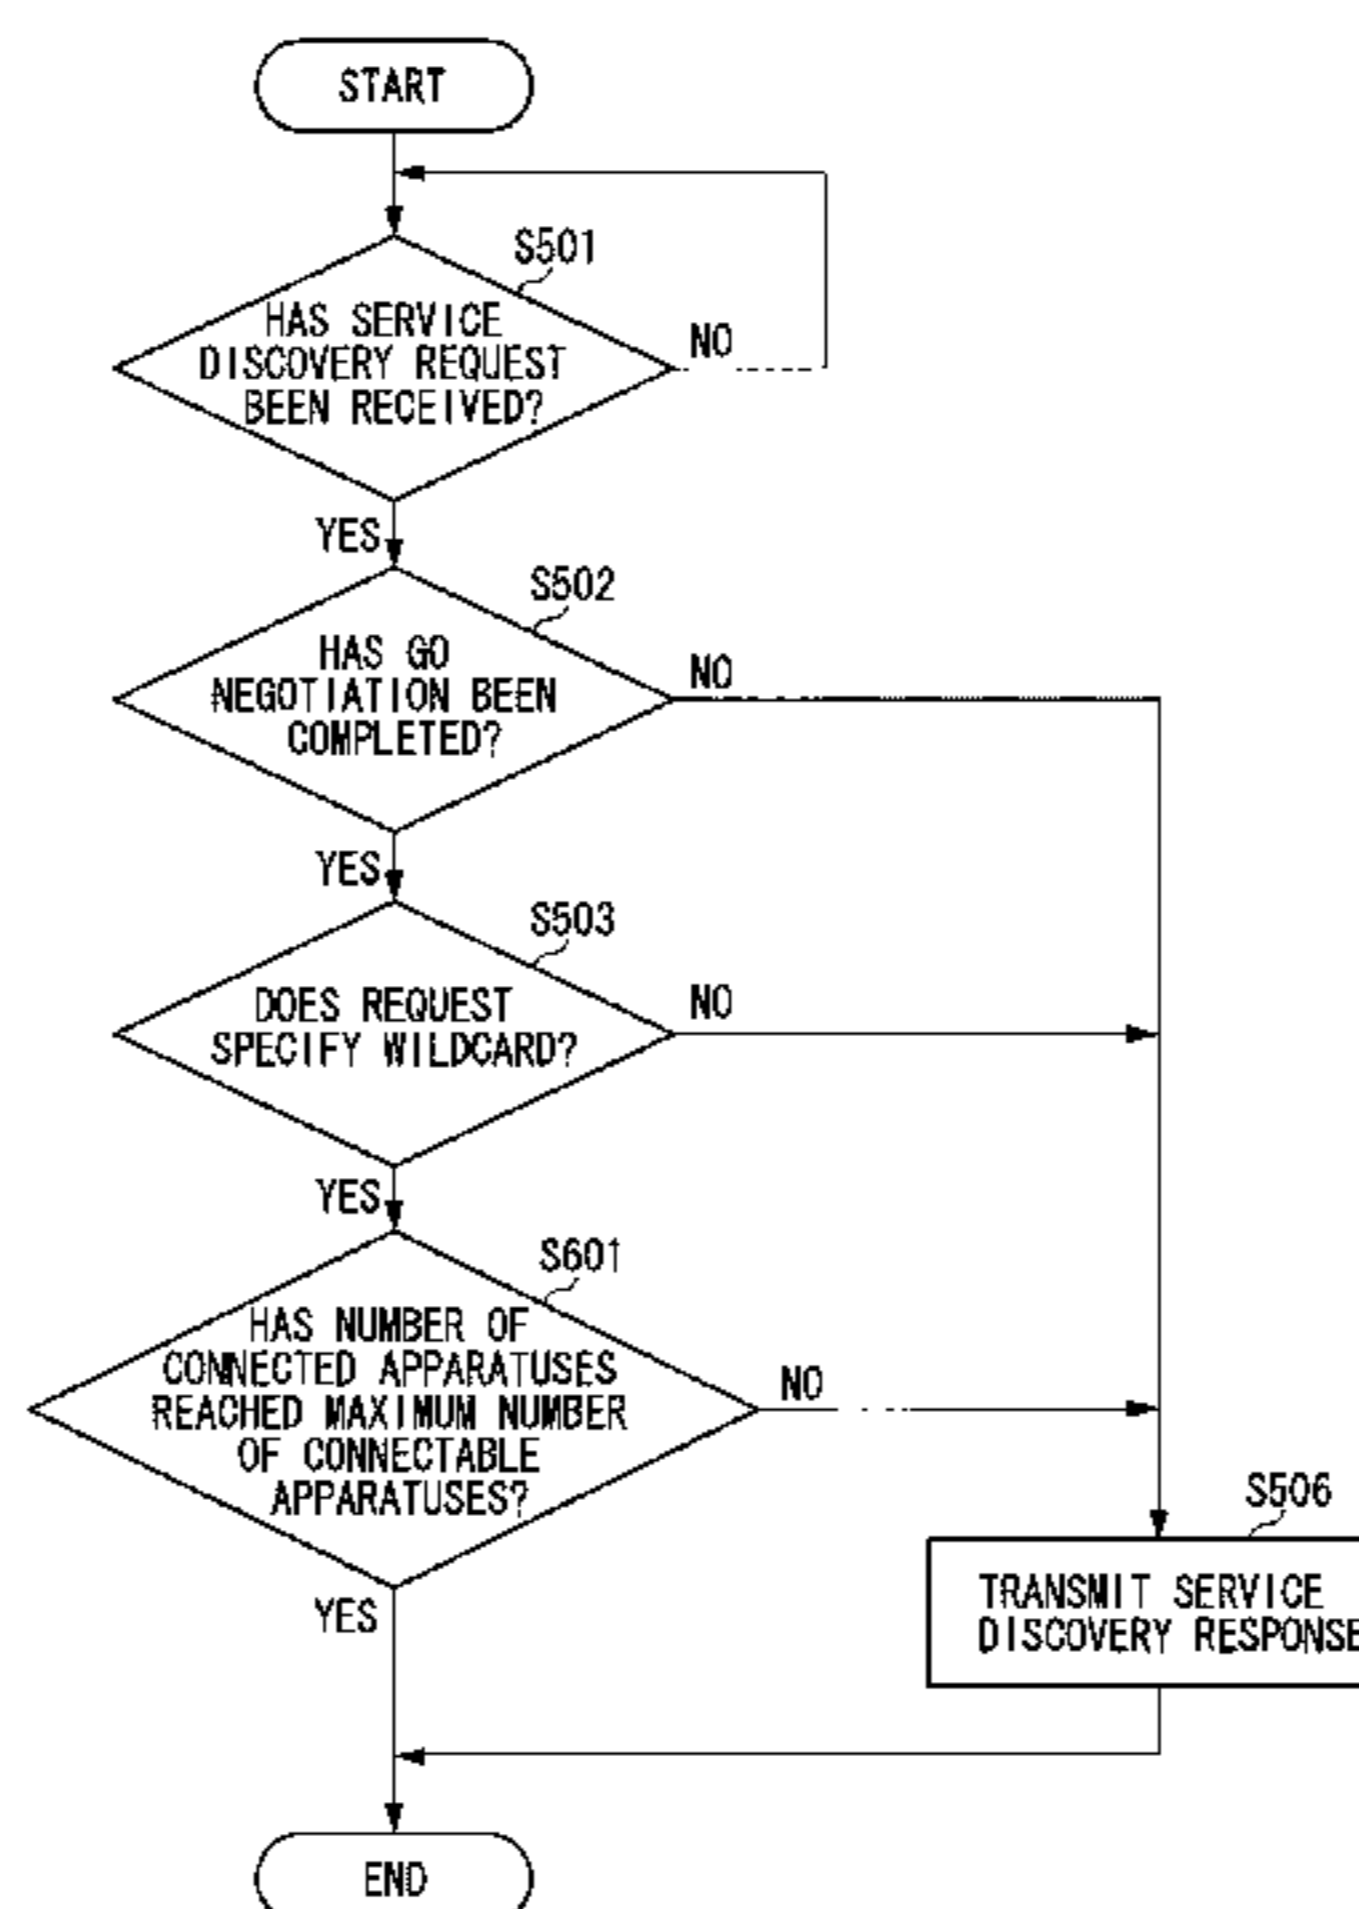 START
S501
HAS SERVICE
DISCOVERY REQUEST
BEEN RECEIVED?
NO
YES
S502
HAS GO
NEGOTIATION BEEN
COMPLETED?
NO
YES
S503
DOES REQUEST
SPECIFY WILDCARD?
NO
YES
S601
HAS NUMBER OF
CONNECTED APPARATUSES
REACHED MAXIMUM NUMBER
OF CONNECTABLE
APPARATUSES?
NO
YES
S506
TRANSMIT SERVICE
DISCOVERY RESPONSE
END